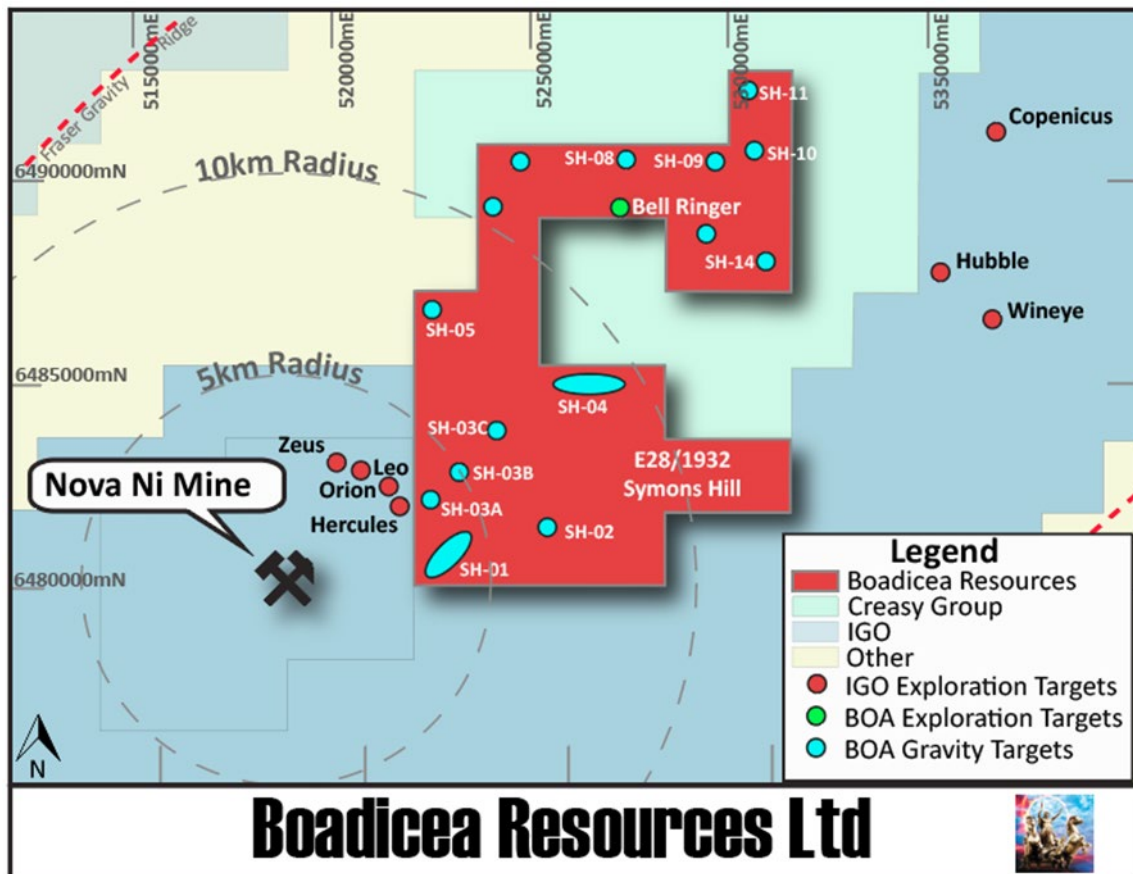 515000mE
520000mE
525000mE
530000mE
535000mE
Fraser Gravity Ridge
6490000mN
6485000mN
6480000mN
10km Radius
5km Radius
SH-11
SH-10
SH-09
SH-08
Bell Ringer
SH-14
SH-05
SH-04
SH-03C
SH-03B
SH-03A
SH-02
SH-01
E28/1932
Symons Hill
Copenicus
Hubble
Wineye
Zeus
Leo
Orion
Hercules
Nova Ni Mine
N
Legend
Boadicea Resources
Creasy Group
IGO
Other
IGO Exploration Targets
BOA Exploration Targets
BOA Gravity Targets
Boadicea Resources Ltd